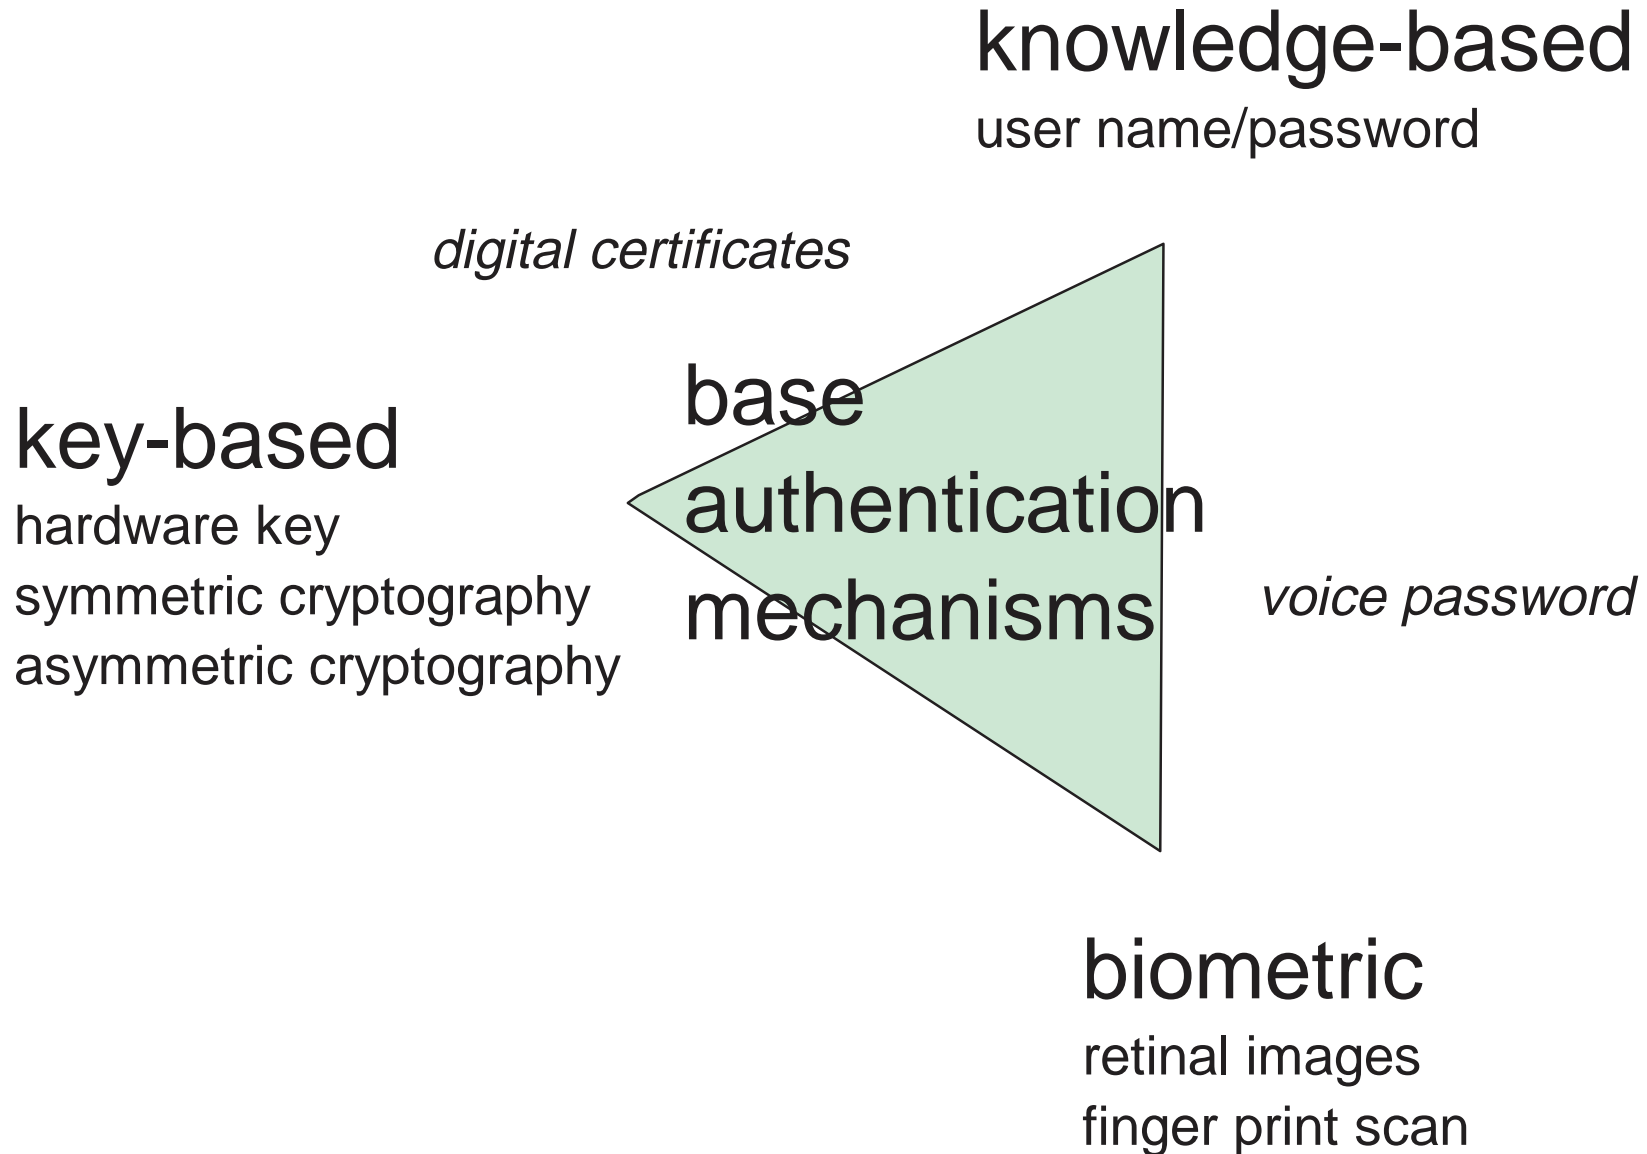 knowledge-based
user name/password
digital certificates
base
authentication
mechanisms
key-based
hardware key
symmetric cryptography
asymmetric cryptography
voice password
biometric
retinal images
finger print scan